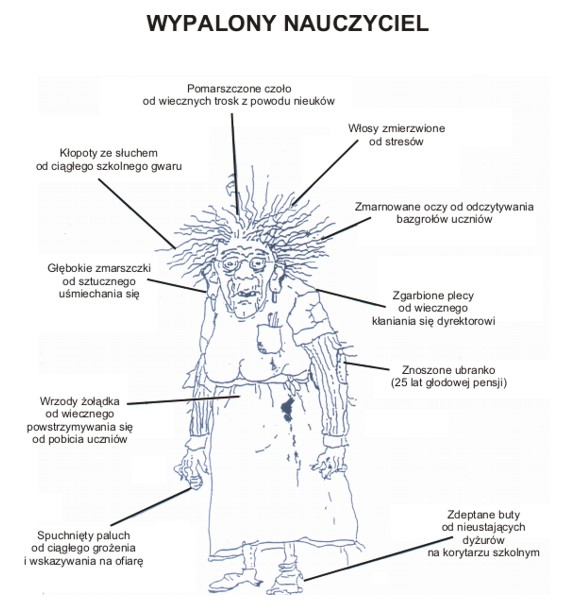 WYPALONY NAUCZYCIEL
Pomarszczone czoło
od wiecznych trosk z powodu nieuków
Włosy zmierzwione
od stresów
Kłopoty ze słuchem
od ciągłego szkolnego gwaru
Zmarnowane oczy od odczytywania
bazgrołów uczniów
Głębokie zmarszczki
od sztucznego
uśmiechania się
Zgarbione plecy
od wiecznego
kłaniania się dyrektorowi
Znoszone ubranko
(25 lat głodowej pensji)
Wrzody żołądka
od wiecznego
powstrzymywania się
od pobicia uczniów
Zdeptane buty
od nieustających
dyżurów
na korytarzu szkolnym
Spuchnięty paluch
od ciągłego grożenia
i wskazywania na ofiarę